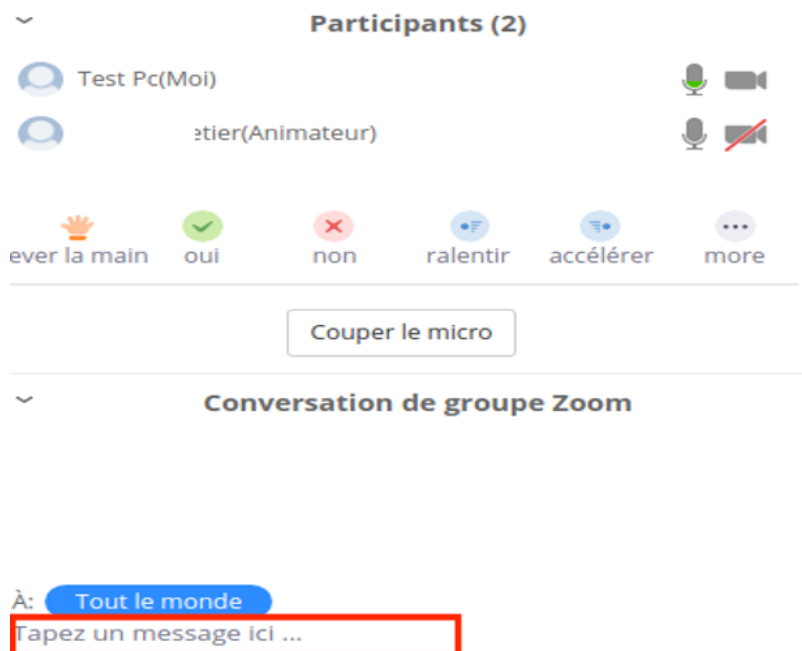 Participants (2)
Test Pc(Moi)
etier(Animateur)
ever la main oui non ralentir accélérer more
Couper le micro
Conversation de groupe Zoom
À: Tout le monde
Tapez un message ici ...